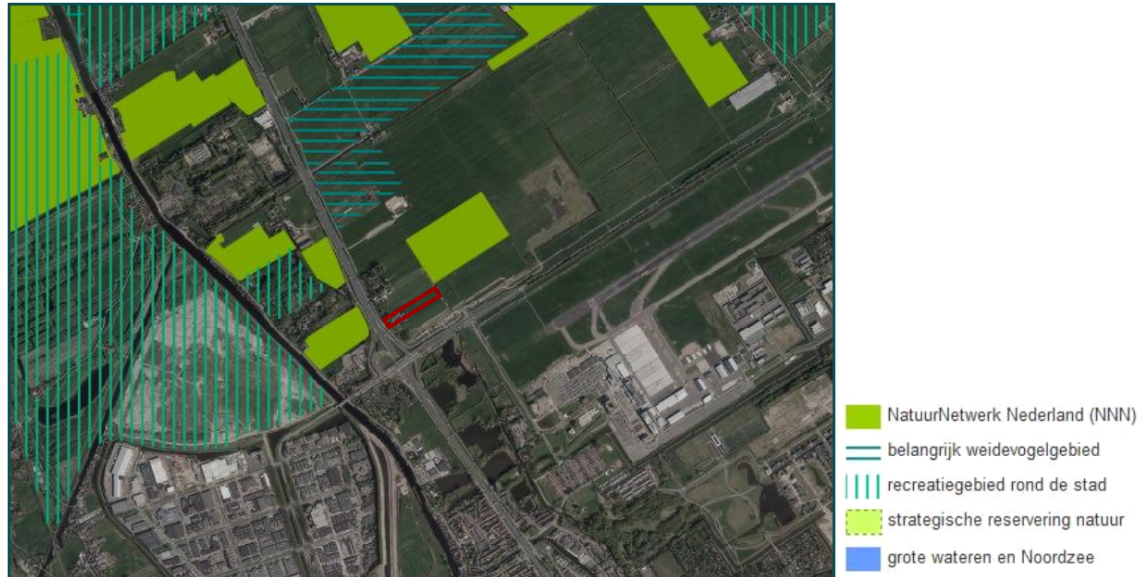 NatuurNetwerk Nederland (NNN)
belangrijk weidevogelgebied
recreatiegebied rond de stad
strategische reservering natuur
grote wateren en Noordzee